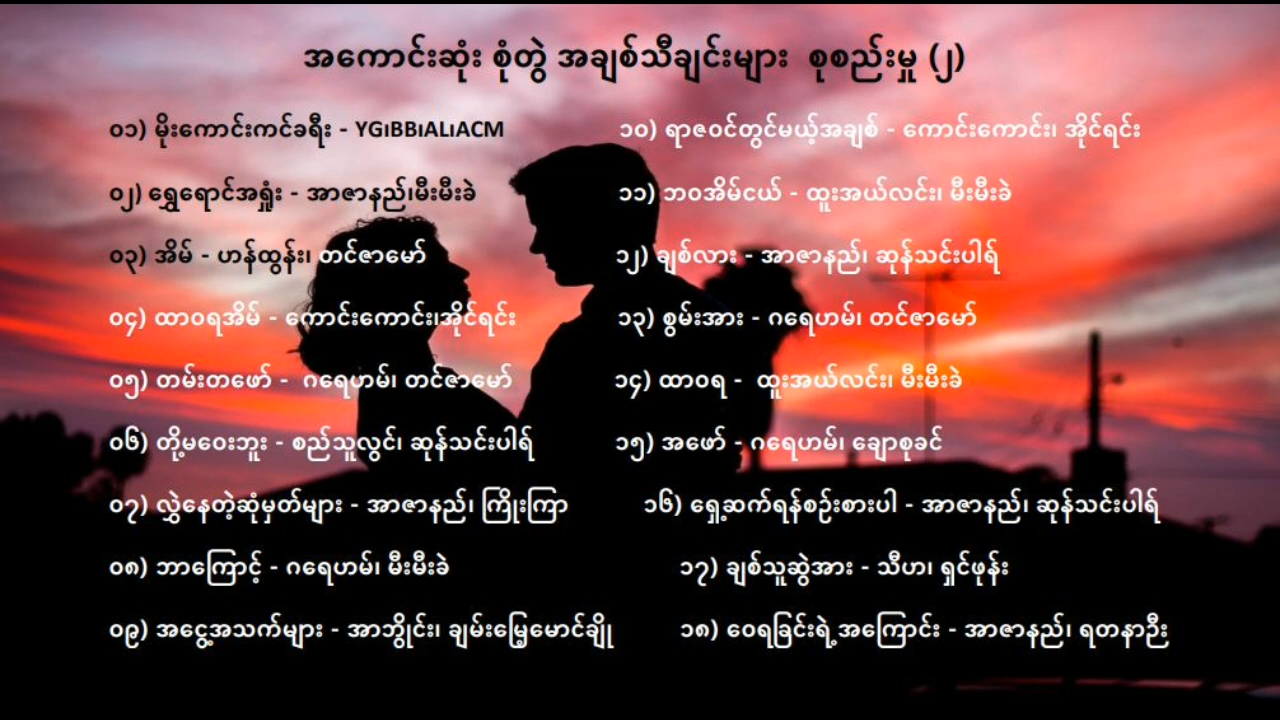 အကောင်းဆုံး စုံတွဲ အချစ်သီချင်းများ စုစည်းမှု (၂)
၀၁) မိုးကောင်းကင်ခရီး - YGıBBıALıACM
၀၂) ရွှေရောင်အရှုံး - အာဇာနည်၊မီးမီးခဲ
၀၃) အိမ် - ဟန်ထွန်း၊ တင်ဇာမော်
၀၄) ထာဝရအိမ် - ကောင်းကောင်း၊အိုင်ရင်း
၀၅) တမ်းတဖော် - ဂရေဟမ်၊ တင်ဇာမော်
၀၆) တို့မဝေးဘူး - စည်သူလွင်၊ ဆုန်သင်းပါရ်
၀၇) လွှဲနေတဲ့ဆုံမှတ်များ - အာဇာနည်၊ ကြိုးကြာ
၀၈) ဘာကြောင့် - ဂရေဟမ်၊ မီးမီးခဲ
၀၉) အငွေ့အသက်များ - အာဘွိုင်း၊ ချမ်းမြေ့မောင်ချို
၁၀) ရာဇဝင်တွင်မယ့်အချစ် - ကောင်းကောင်း၊ အိုင်ရင်း
၁၁) ဘဝအိမ်ငယ် - ထူးအယ်လင်း၊ မီးမီးခဲ
၁၂) ချစ်လား - အာဇာနည်၊ ဆုန်သင်းပါရ်
၁၃) စွမ်းအား - ဂရေဟမ်၊ တင်ဇာမော်
၁၄) ထာဝရ - ထူးအယ်လင်း၊ မီးမီးခဲ
၁၅) အဖော် - ဂရေဟမ်၊ ချောစုခင်
၁၆) ရှေ့ဆက်ရန်စဉ်းစားပါ - အာဇာနည်၊ ဆုန်သင်းပါရ်
၁၇) ချစ်သူဆွဲအား - သီဟ၊ ရှင်ဖုန်း
၁၈) ဝေရခြင်းရဲ့အကြောင်း - အာဇာနည်၊ ရတနာဦး